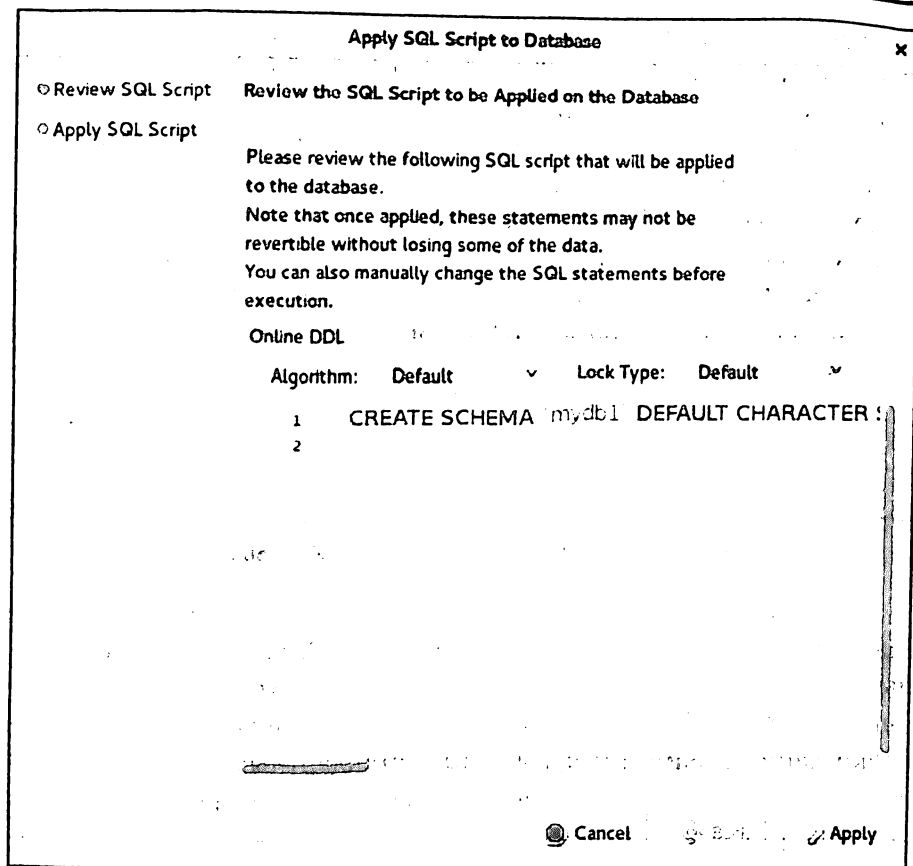 Apply SQL Script to Database
×
Review SQL Script
Apply SQL Script
Review the SQL Script to be Applied on the Database
Please review the following SQL script that will be applied
to the database.
Note that once applied, these statements may not be
revertible without losing some of the data.
You can also manually change the SQL statements before
execution.
Online DDL
Algorithm: Default Lock Type: Default
1 CREATE SCHEMA `mydb1` DEFAULT CHARACTER
2
Cancel Back Apply